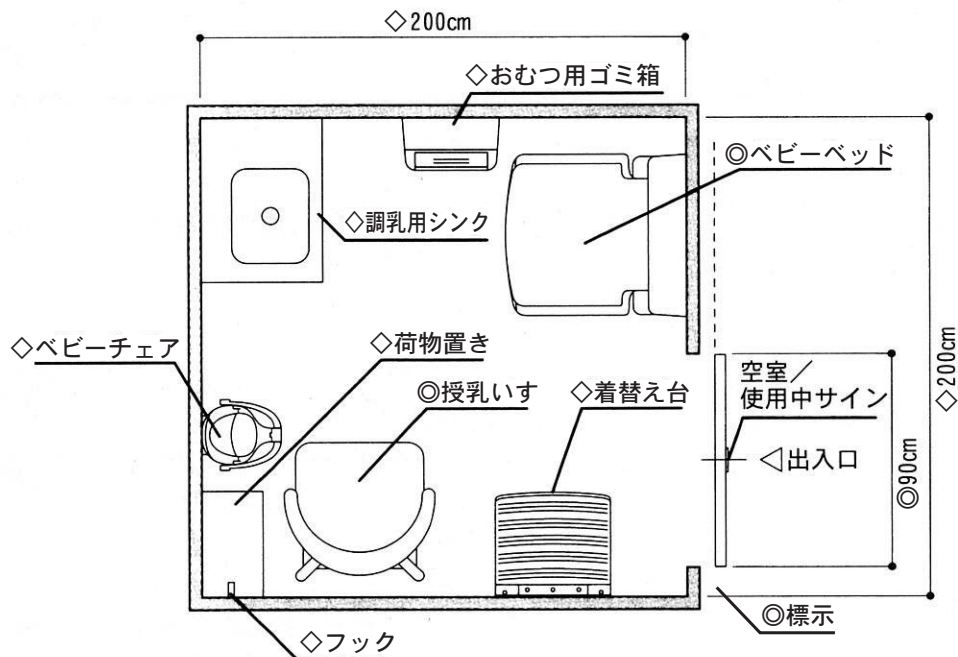 ◇200cm
◇おむつ用ゴミ箱
◎ベビーベッド
◇調乳用シンク
◇ベビーチェア
◇荷物置き
◎授乳いす
◇着替え台
空室／
使用中サイン
◁出入口
◎90cm
◇200cm
◎標示
◇フック